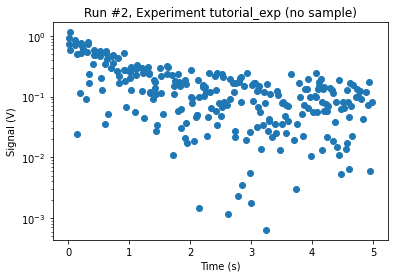 Run #2, Experiment tutorial_exp (no sample)
Signal (V)
10⁰
10⁻¹
10⁻²
10⁻³
0 1 2 3 4 5
Time (s)